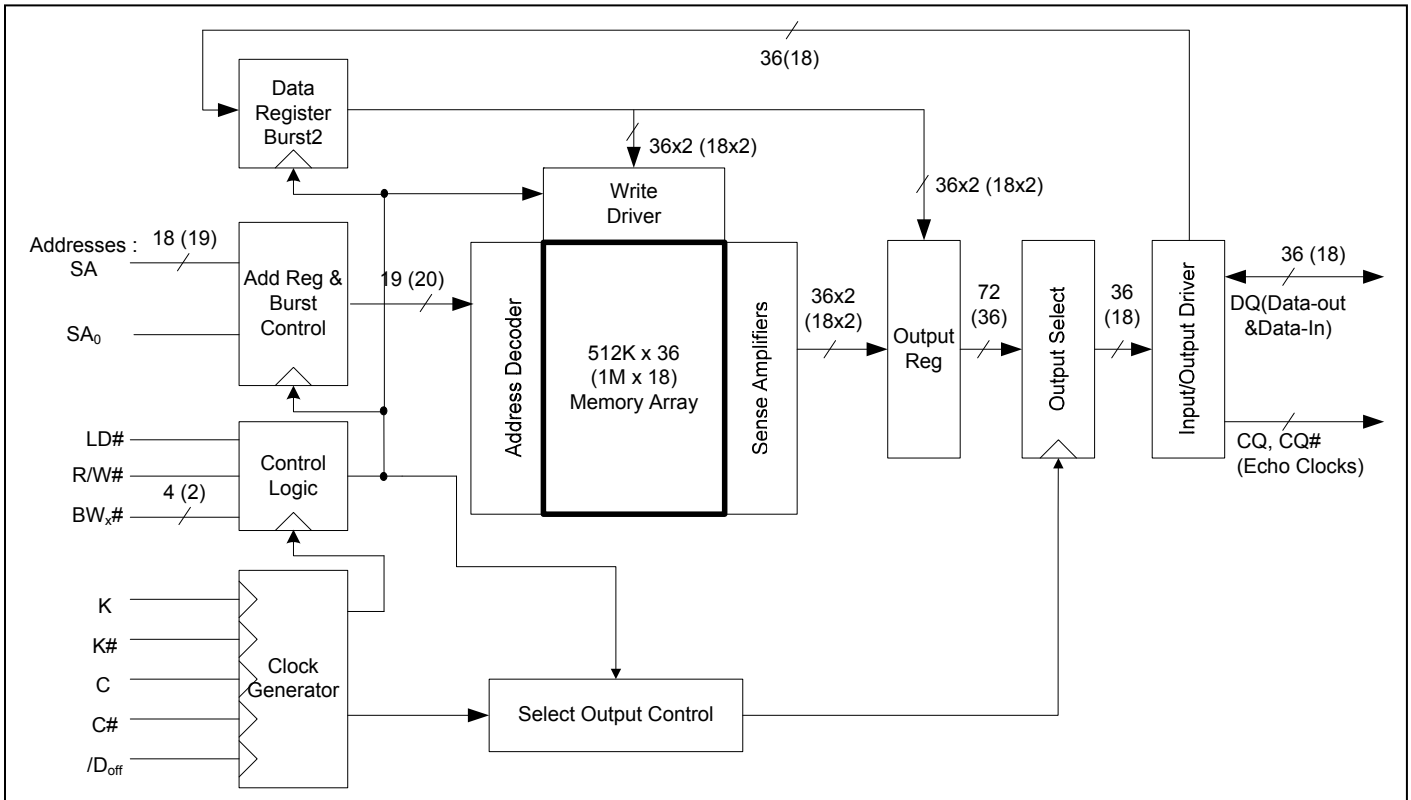 36(18)
Data
Register
Burst2
36x2 (18x2)
36x2 (18x2)
Write
Driver
Addresses :
SA
18 (19)
SA₀
Add Reg &
Burst
Control
19 (20)
Address Decoder
512K x 36
(1M x 18)
Memory Array
Sense Amplifiers
36x2
(18x2)
Output
Reg
72
(36)
Output Select
36
(18)
Input/Output Driver
36 (18)
DQ(Data-out
&Data-In)
CQ, CQ#
(Echo Clocks)
LD#
R/W#
BWₓ#
4 (2)
Control
Logic
K
K#
C
C#
/Doff
Clock
Generator
Select Output Control